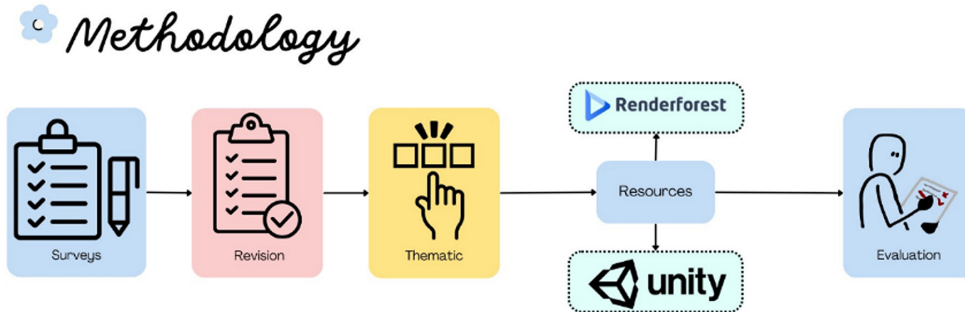 Methodology
Surveys
Revision
Thematic
Renderforest
Resources
unity
Evaluation